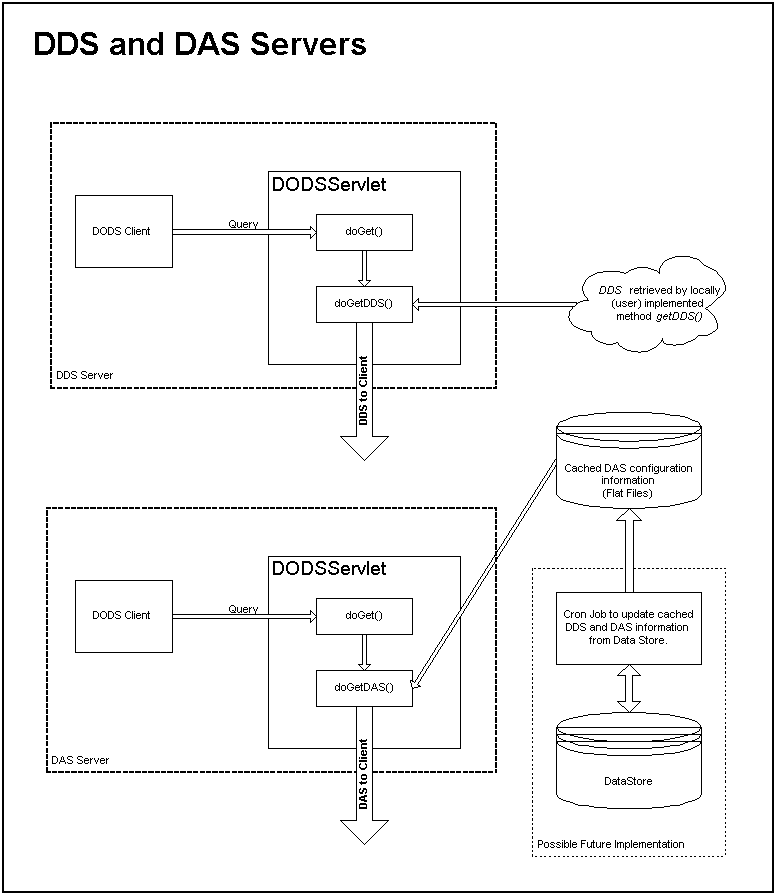 DDS and DAS Servers
DODSServlet
DODS Client
Query
doGet()
doGetDDS()
DDS retrieved by locally
(user) implemented
method getDDS()
DDS Server
DDS to Client
Cached DAS configuration
information
(Flat Files)
DODSServlet
DODS Client
Query
doGet()
doGetDAS()
Cron Job to update cached
DDS and DAS information
from Data Store.
DAS Server
DAS to Client
DataStore
Possible Future Implementation